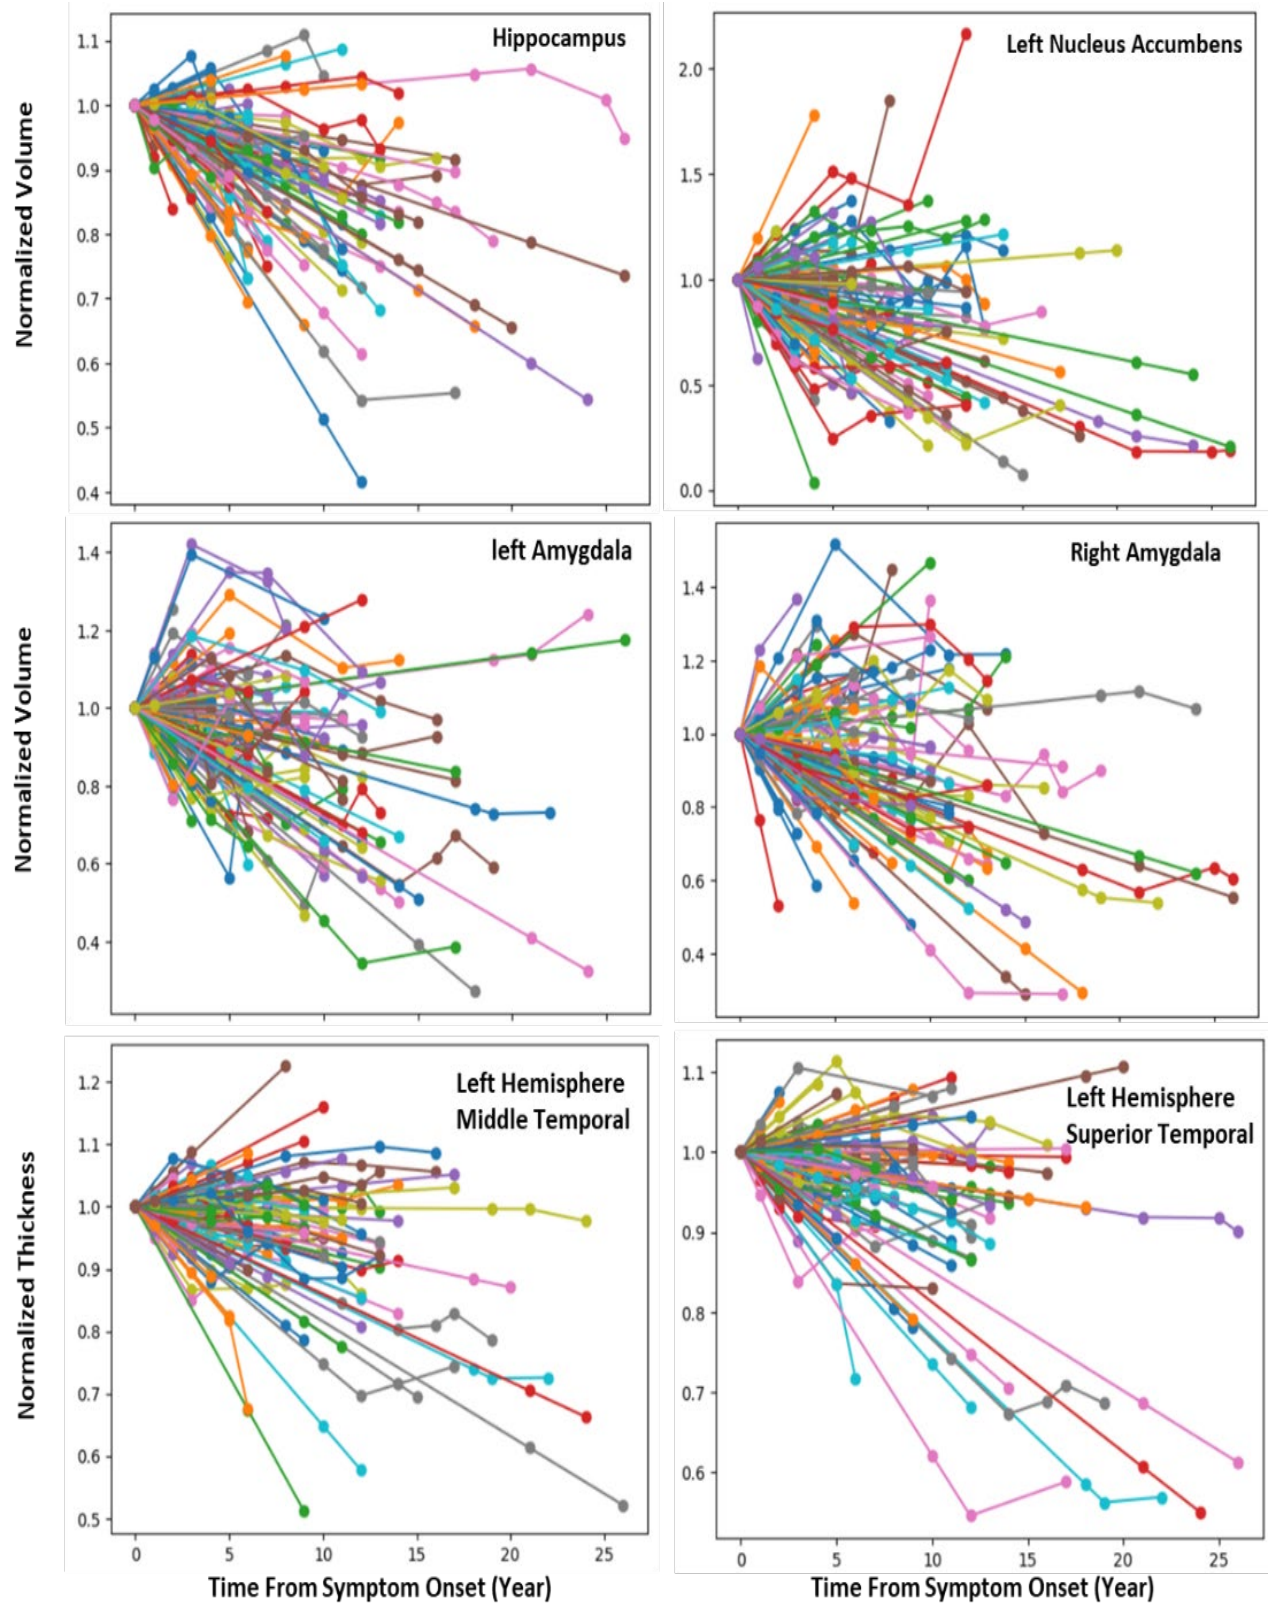 Hippocampus
Normalized Volume
1.1
1.0
0.9
0.8
0.7
0.6
0.5
0.4
Left Nucleus Accumbens
2.0
1.5
1.0
0.5
0.0
left Amygdala
Normalized Volume
1.4
1.2
1.0
0.8
0.6
0.4
Right Amygdala
1.4
1.2
1.0
0.8
0.6
0.4
Left Hemisphere
Middle Temporal
Normalized Thickness
1.2
1.1
1.0
0.9
0.8
0.7
0.6
0.5
0 5 10 15 20 25
Time From Symptom Onset (Year)
Left Hemisphere
Superior Temporal
1.1
1.0
0.9
0.8
0.7
0.6
0 5 10 15 20 25
Time From Symptom Onset (Year)